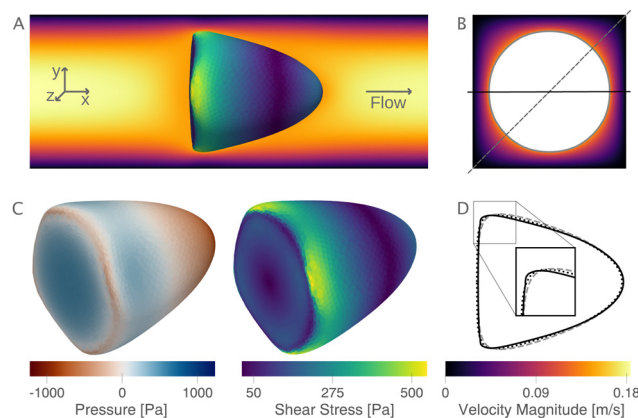 A
y
z x
Flow
B
C
D
-1000 0 1000
Pressure [Pa]
50 275 500
Shear Stress [Pa]
0 0.09 0.18
Velocity Magnitude [m/s]